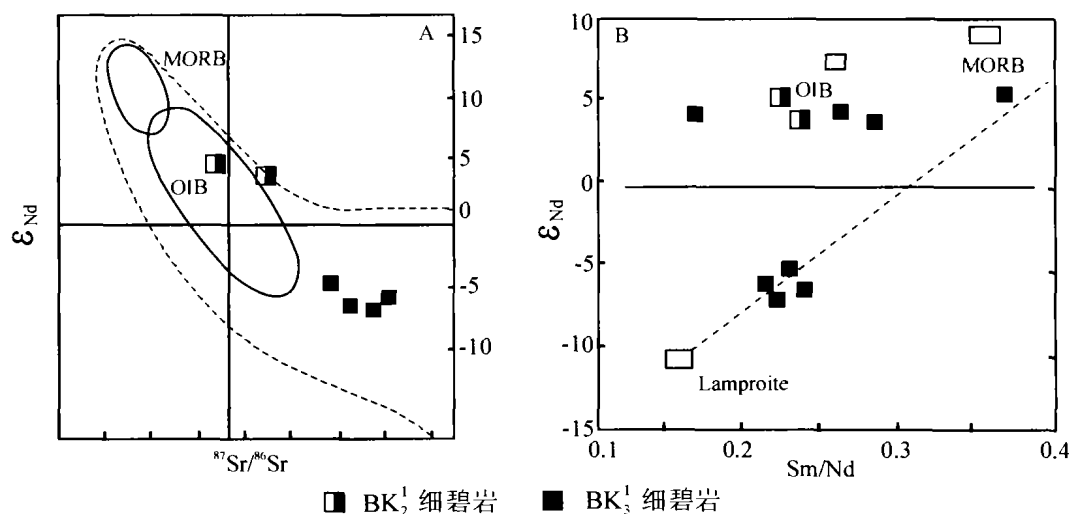 A
MORB
OIB
15
10
5
0
-5
-10
εNd
⁸⁷Sr/⁸⁶Sr
B
MORB
OIB
Lamproite
10
5
0
-5
-10
-15
εNd
0.1 0.2 0.3 0.4
Sm/Nd
BK₂¹ 细碧岩 BK₃¹ 细碧岩